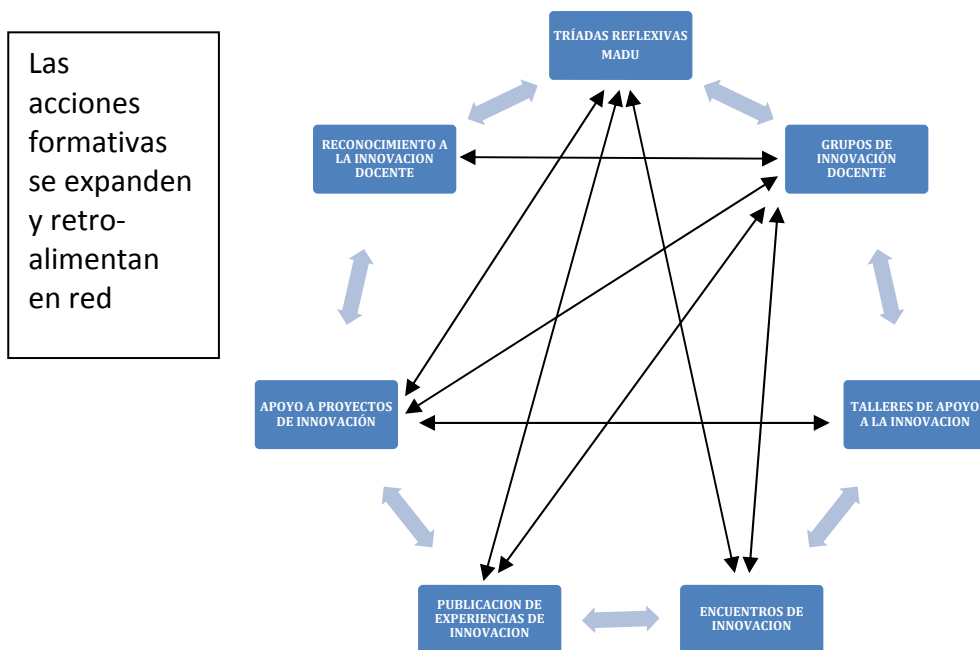 Las
acciones
formativas
se expanden
y retro-
alimentan
en red
TRÍADAS REFLEXIVAS
MADU
RECONOCIMIENTO A
LA INNOVACION
DOCENTE
GRUPOS DE
INNOVACIÓN
DOCENTE
APOYO A PROYECTOS
DE INNOVACIÓN
TALLERES DE APOYO
A LA INNOVACION
PUBLICACION DE
EXPERIENCIAS DE
INNOVACION
ENCUENTROS DE
INNOVACION